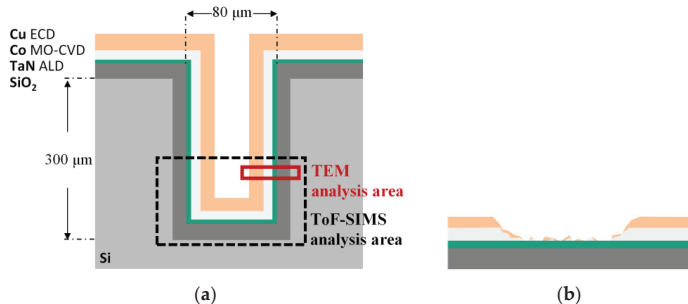 80 μm
Cu ECD
Co MO-CVD
TaN ALD
SiO₂
300 μm
TEM
analysis area
ToF-SIMS
analysis area
Si
(a)
(b)